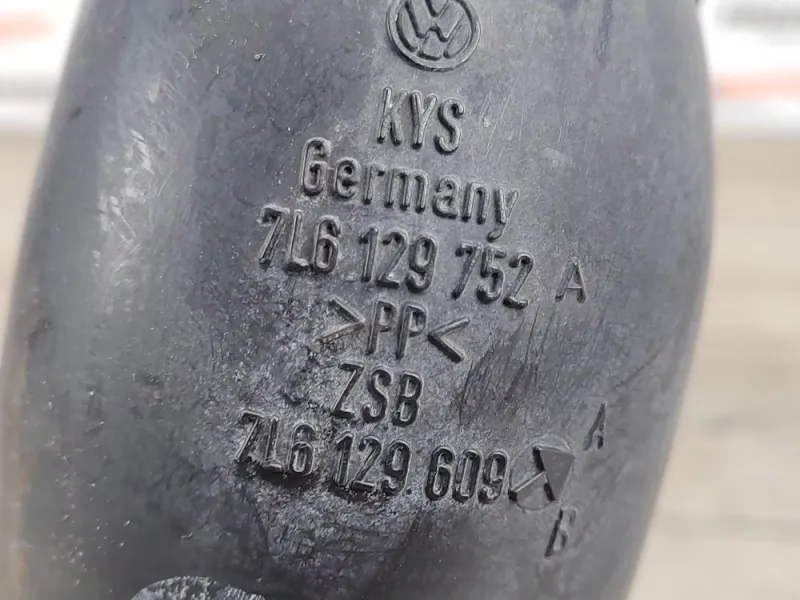 KYS
Germany
7L6 129 752 A
>PP<
ZSB
7L6 129 609
A
B